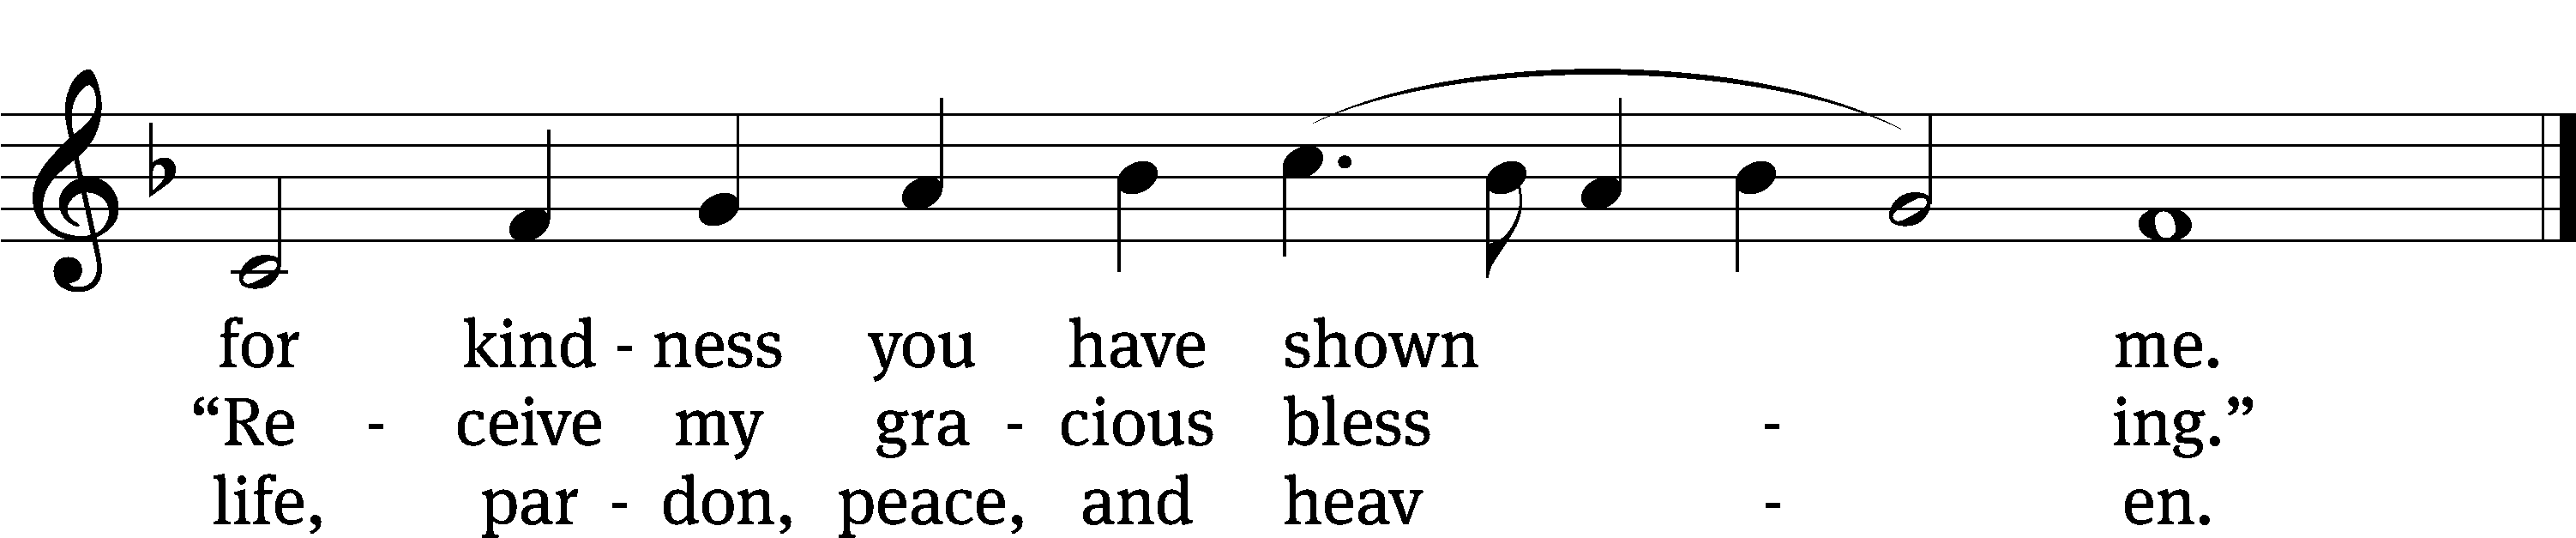 for kind - ness you have shown me.
“Re - ceive my gra - cious bless - ing.”
life, par - don, peace, and heav - en.